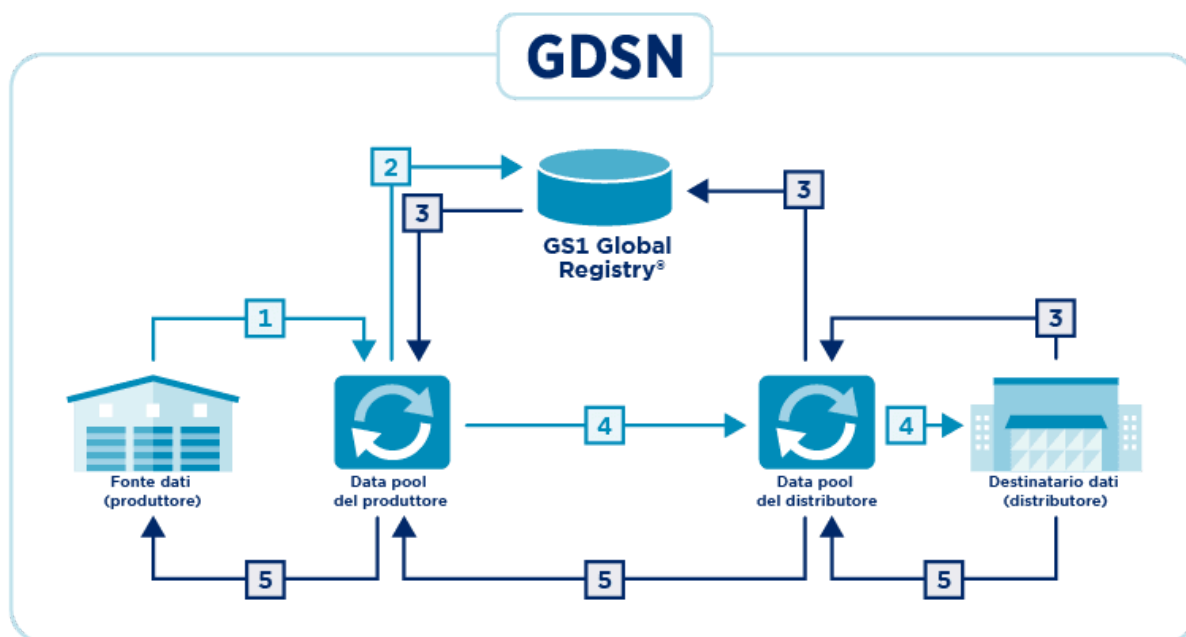 GDSN
2
3
3
GS1 Global
Registry®
1
3
4
4
Fonte dati
(produttore)
Data pool
del produttore
Data pool
del distributore
Destinatario dati
(distributore)
5
5
5